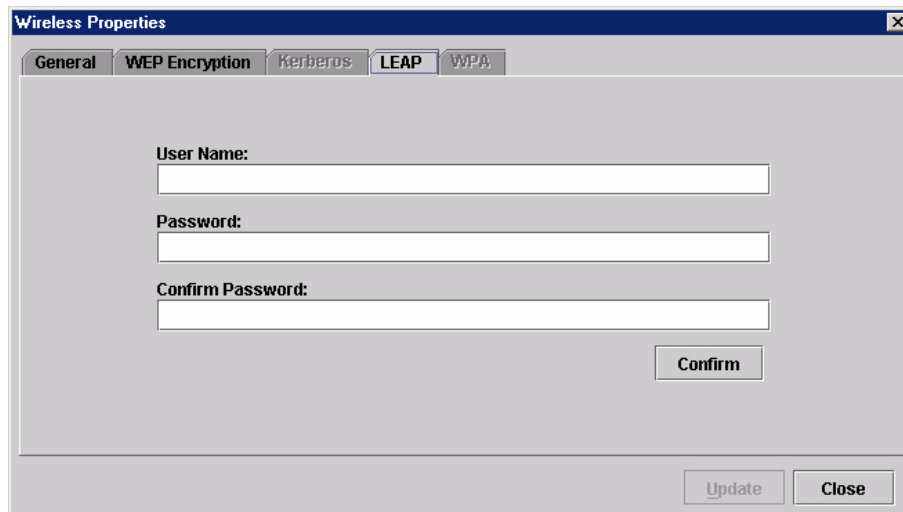 Wireless Properties
General WEP Encryption Kerberos LEAP WPA
User Name:
Password:
Confirm Password:
Confirm
Update Close